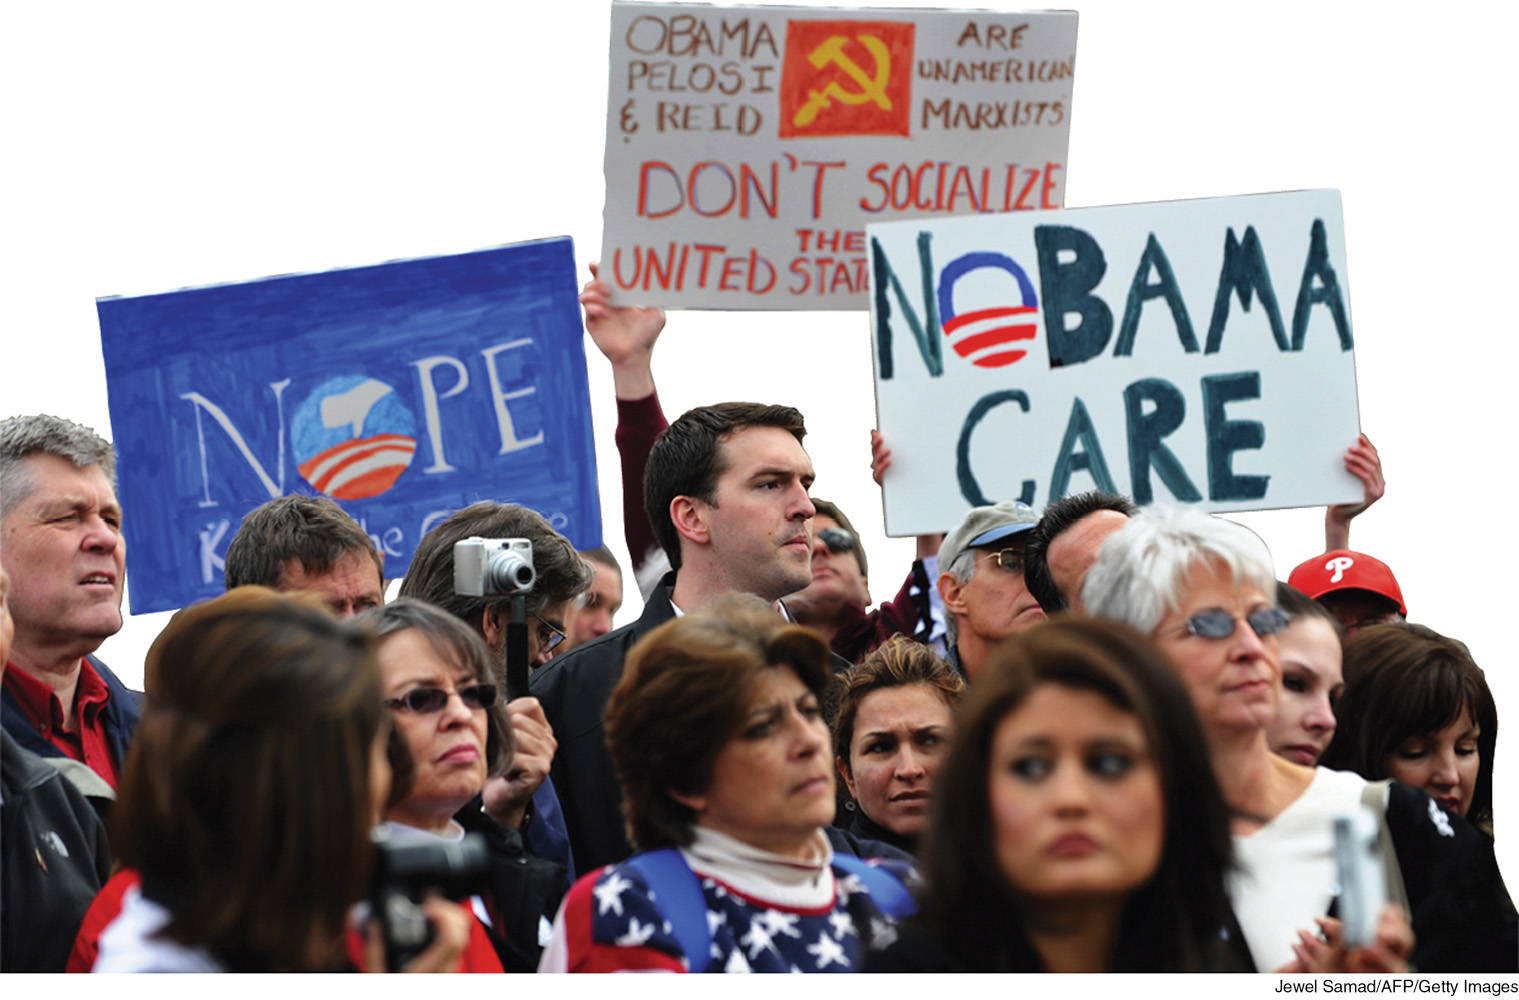 OBAMA
PELOSI
& REID
ARE
UNAMERICAN
MARXISTS
DON'T SOCIALIZE
THE
UNITED STAT
NOBAMA
CARE
NOPE
the
P
Jewel Samad/AFP/Getty Images